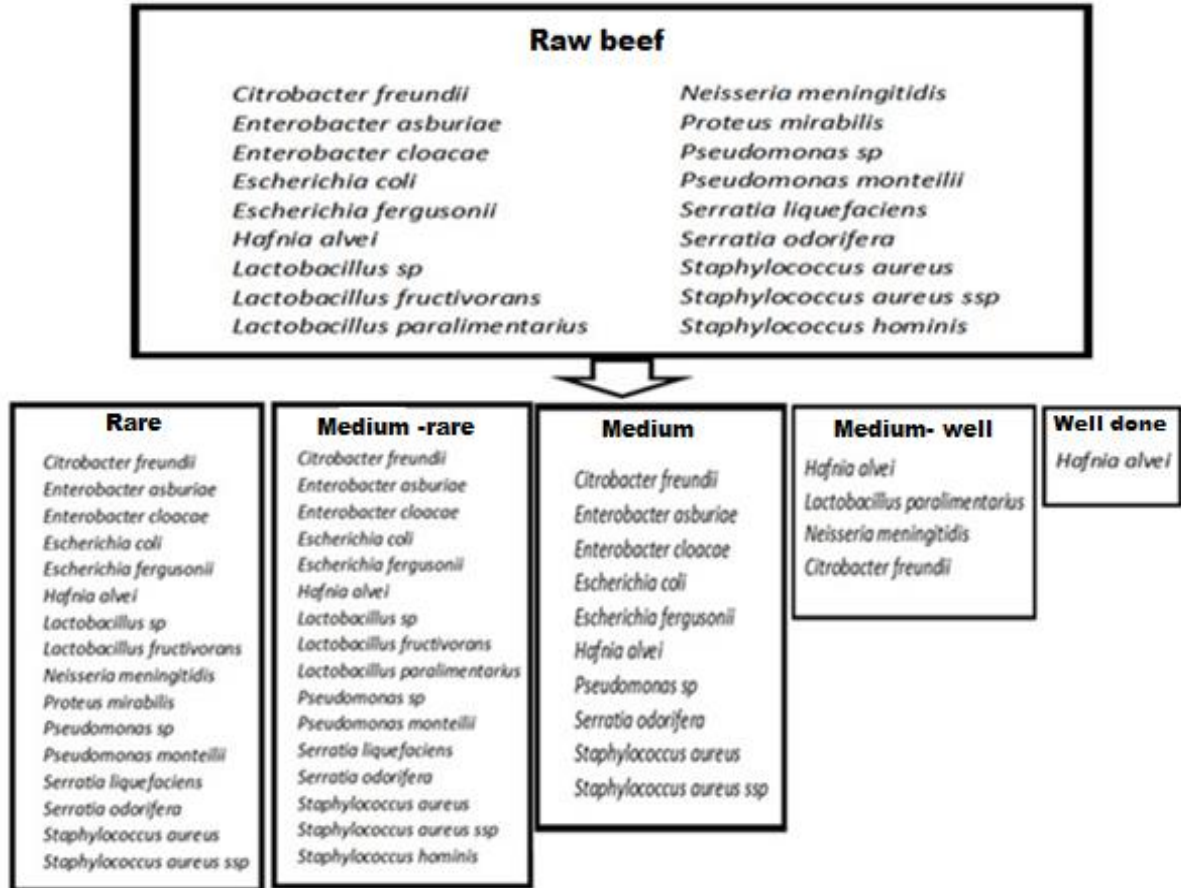 Raw beef
Citrobacter freundii
Enterobacter asburiae
Enterobacter cloacae
Escherichia coli
Escherichia fergusonii
Hafnia alvei
Lactobacillus sp
Lactobacillus fructivorans
Lactobacillus paralimentarius
Neisseria meningitidis
Proteus mirabilis
Pseudomonas sp
Pseudomonas monteilii
Serratia liquefaciens
Serratia odorifera
Staphylococcus aureus
Staphylococcus aureus ssp
Staphylococcus hominis
Rare
Citrobacter freundii
Enterobacter asburiae
Enterobacter cloacae
Escherichia coli
Escherichia fergusonii
Hafnia alvei
Lactobacillus sp
Lactobacillus fructivorans
Neisseria meningitidis
Proteus mirabilis
Pseudomonas sp
Pseudomonas monteilii
Serratia liquefaciens
Serratia odorifera
Staphylococcus aureus
Staphylococcus aureus ssp
Medium -rare
Citrobacter freundii
Enterobacter asburiae
Enterobacter cloacae
Escherichia coli
Escherichia fergusonii
Hafnia alvei
Lactobacillus sp
Lactobacillus fructivorans
Lactobacillus paralimentarius
Pseudomonas sp
Pseudomonas monteilii
Serratia liquefaciens
Serratia odorifera
Staphylococcus aureus
Staphylococcus aureus ssp
Staphylococcus hominis
Medium
Citrobacter freundii
Enterobacter asburiae
Enterobacter cloacae
Escherichia coli
Escherichia fergusonii
Hafnia alvei
Pseudomonas sp
Serratia odorifera
Staphylococcus aureus
Staphylococcus aureus ssp
Medium- well
Hafnia alvei
Lactobacillus paralimentarius
Neisseria meningitidis
Citrobacter freundii
Well done
Hafnia alvei